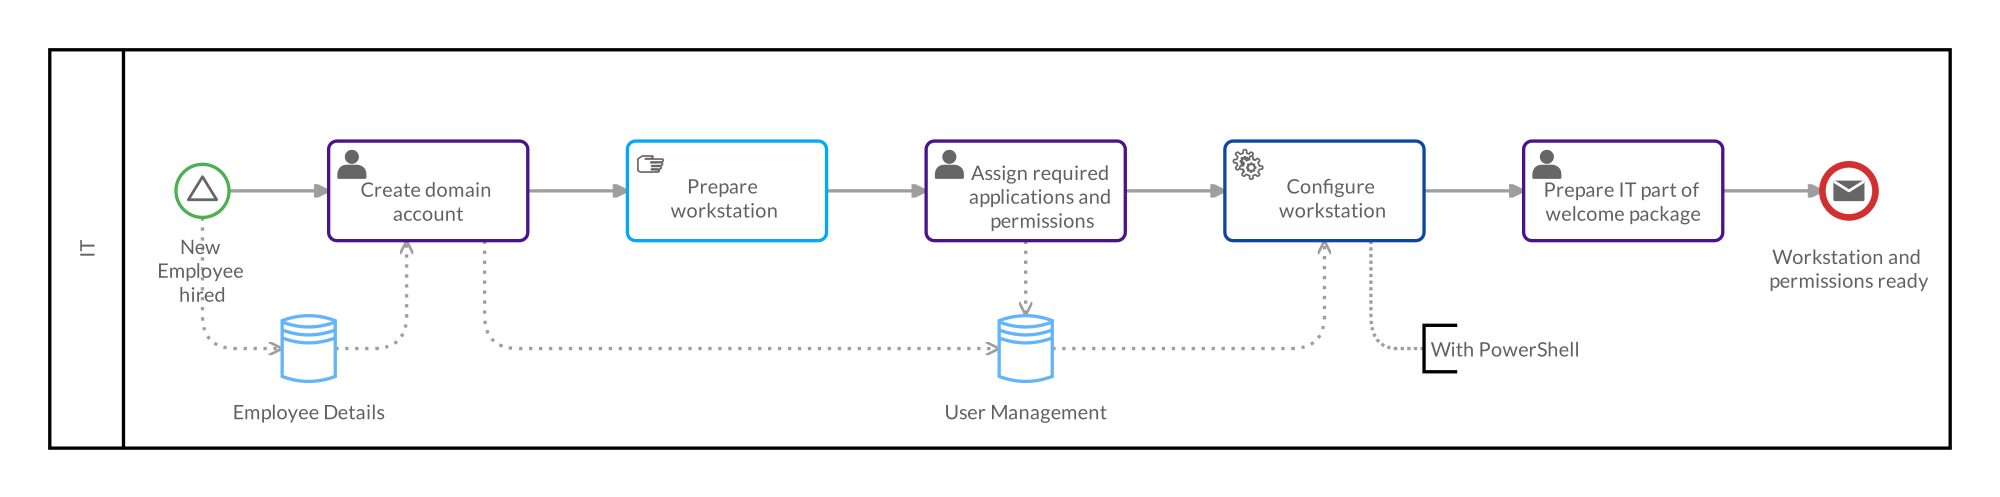 IT
New
Employee
hired
Create domain
account
Prepare
workstation
Assign required
applications and
permissions
Configure
workstation
Prepare IT part of
welcome package
Workstation and
permissions ready
Employee Details
User Management
With PowerShell